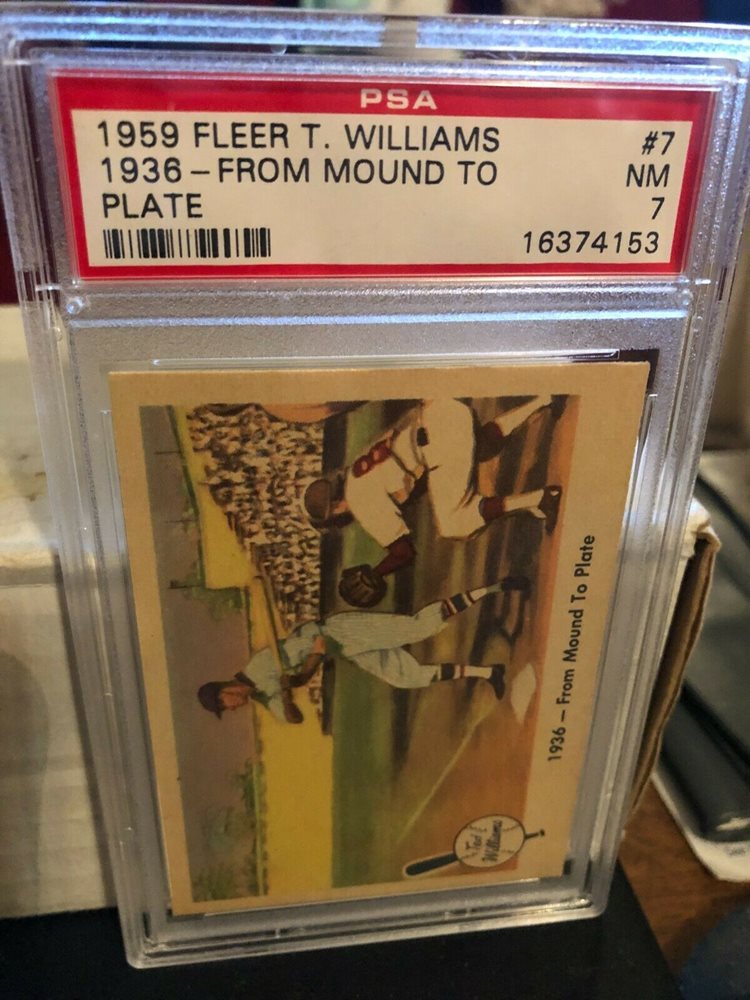 PSA
1959 FLEER T. WILLIAMS #7
1936 – FROM MOUND TO NM
PLATE 7
16374153
8
1936 – From Mound To Plate
Ted
Williams